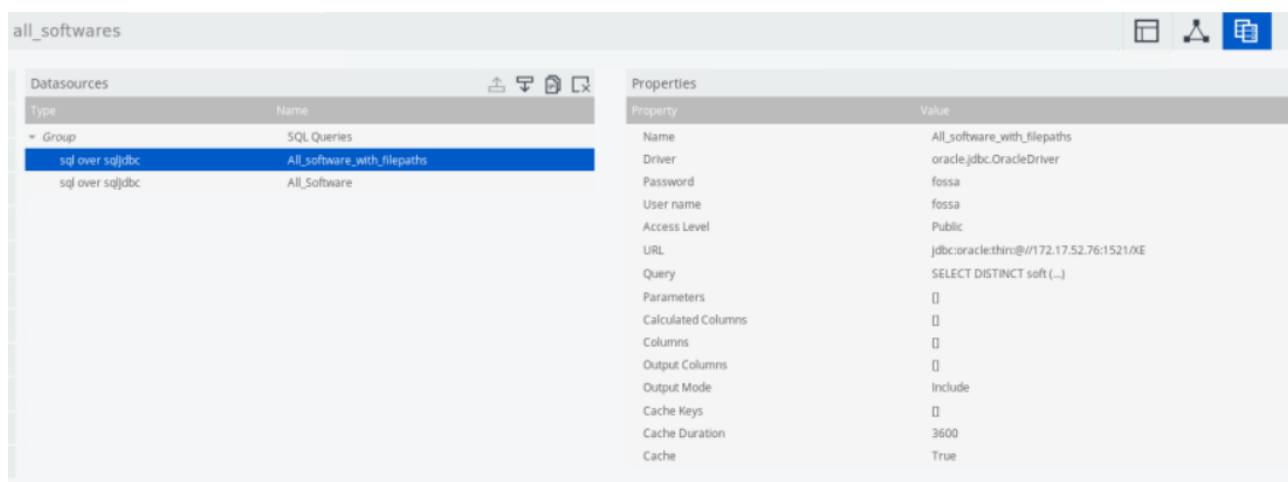 all_softwares
Datasources
Type Name
Group SQL Queries
sql over sqljdbc All_software_with_filepaths
sql over sqljdbc All_Software
Properties
Property Value
Name All_software_with_filepaths
Driver oracle.jdbc.OracleDriver
Password fossa
User name fossa
Access Level Public
URL jdbc:oracle:thin:@//172.17.52.76:1521/XE
Query SELECT DISTINCT soft (...)
Parameters []
Calculated Columns []
Columns []
Output Columns []
Output Mode Include
Cache Keys []
Cache Duration 3600
Cache True